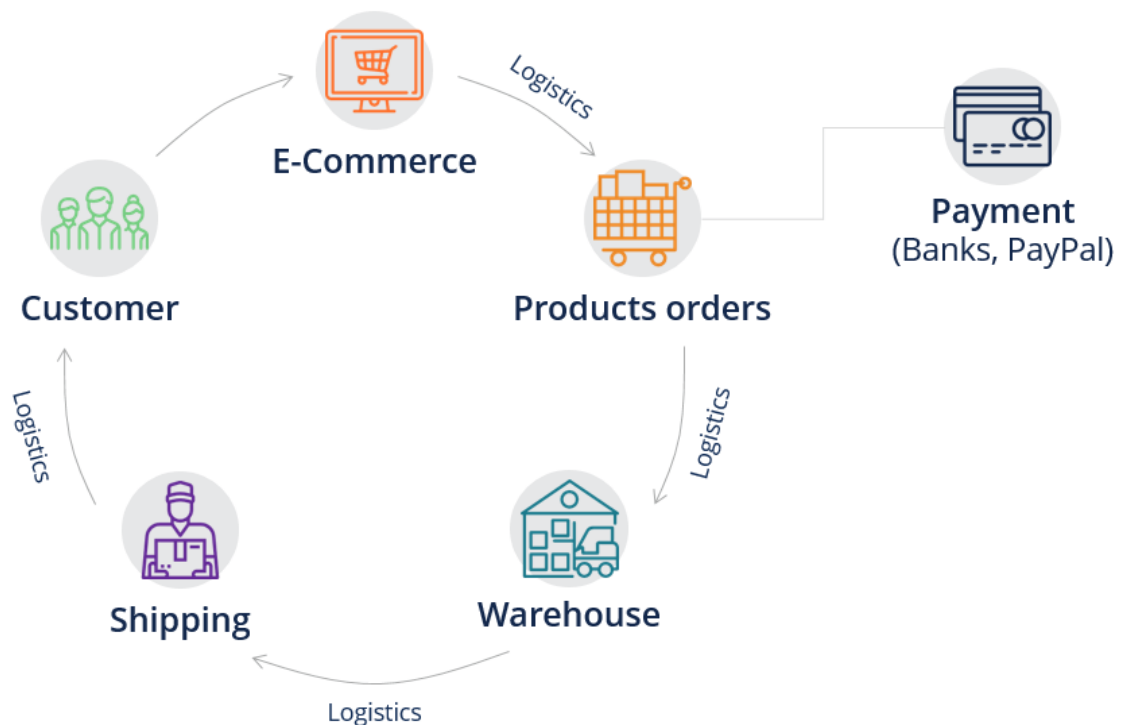 Logistics
E-Commerce
Payment
(Banks, PayPal)
Customer
Products orders
Logistics
Logistics
Shipping
Warehouse
Logistics